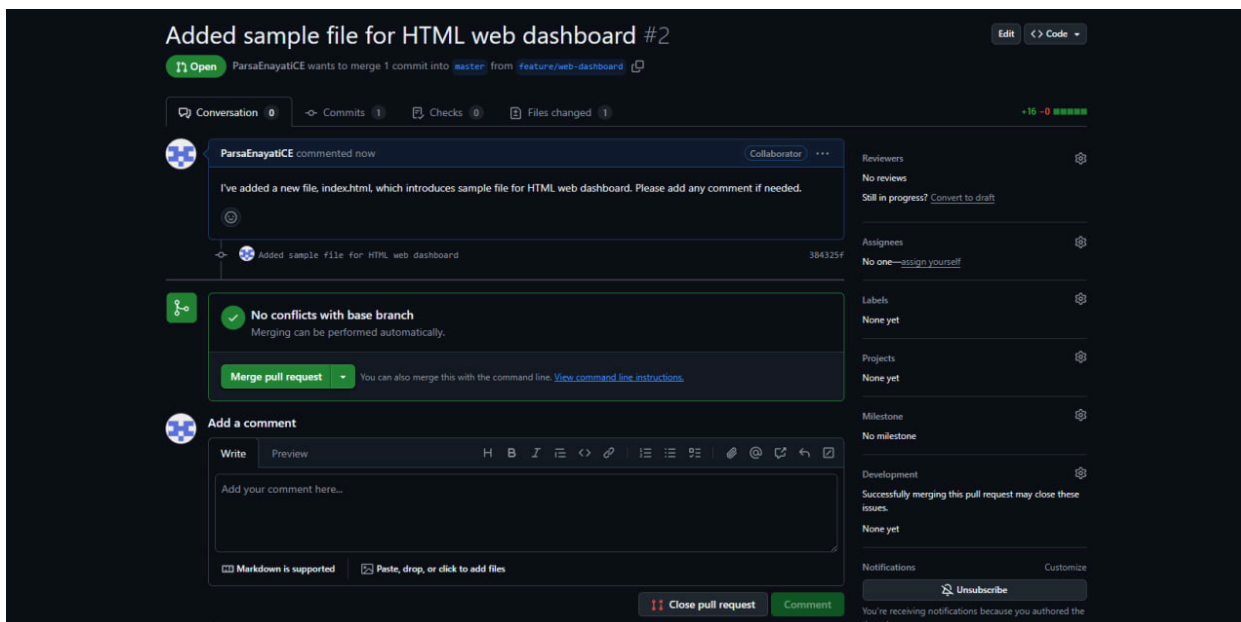 Added sample file for HTML web dashboard #2
Edit
Code
Open
ParsaEnayatiCE wants to merge 1 commit into master from feature/web-dashboard
Conversation 0
Commits 1
Checks 0
Files changed 1
+16 −0
ParsaEnayatiCE commented now
Collaborator
I've added a new file, index.html, which introduces sample file for HTML web dashboard. Please add any comment if needed.
Added sample file for HTML web dashboard
384325f
No conflicts with base branch
Merging can be performed automatically.
Merge pull request
You can also merge this with the command line. View command line instructions.
Add a comment
Write
Preview
H B I
Add your comment here...
Markdown is supported
Paste, drop, or click to add files
Close pull request
Comment
Reviewers
No reviews
Still in progress? Convert to draft
Assignees
No one—assign yourself
Labels
None yet
Projects
None yet
Milestone
No milestone
Development
Successfully merging this pull request may close these
issues.
None yet
Notifications
Customize
Unsubscribe
You're receiving notifications because you authored the